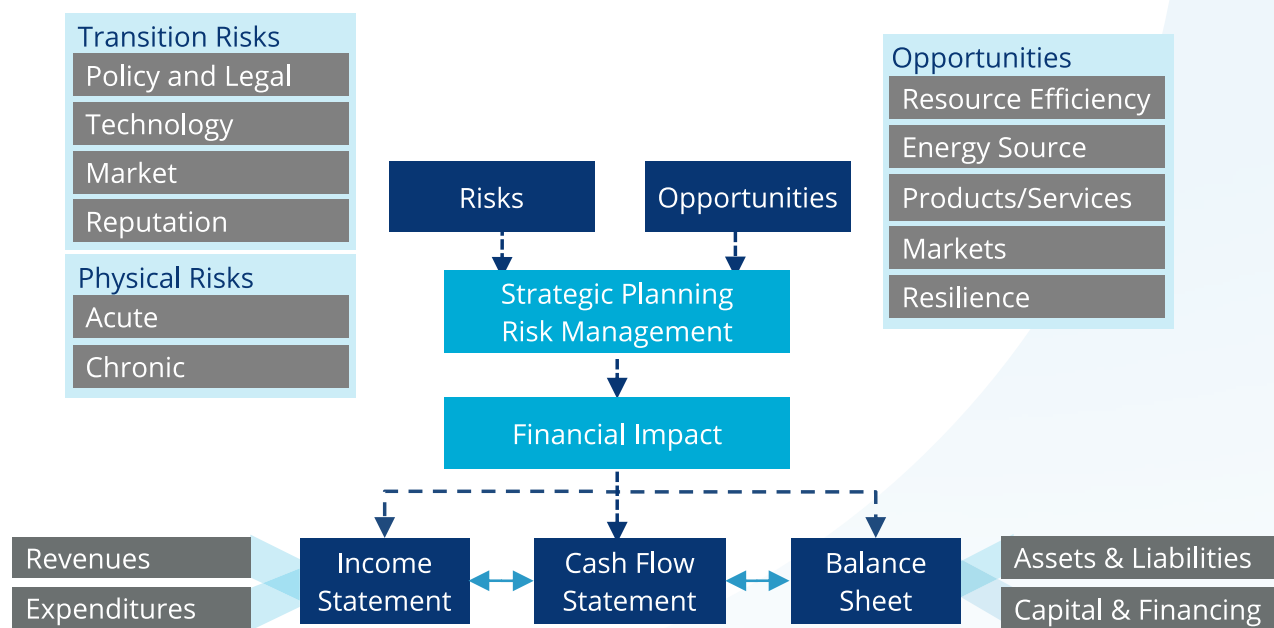 Transition Risks
Policy and Legal
Technology
Market
Reputation
Physical Risks
Acute
Chronic
Risks
Opportunities
Strategic Planning
Risk Management
Financial Impact
Opportunities
Resource Efficiency
Energy Source
Products/Services
Markets
Resilience
Revenues
Expenditures
Income
Statement
Cash Flow
Statement
Balance
Sheet
Assets & Liabilities
Capital & Financing